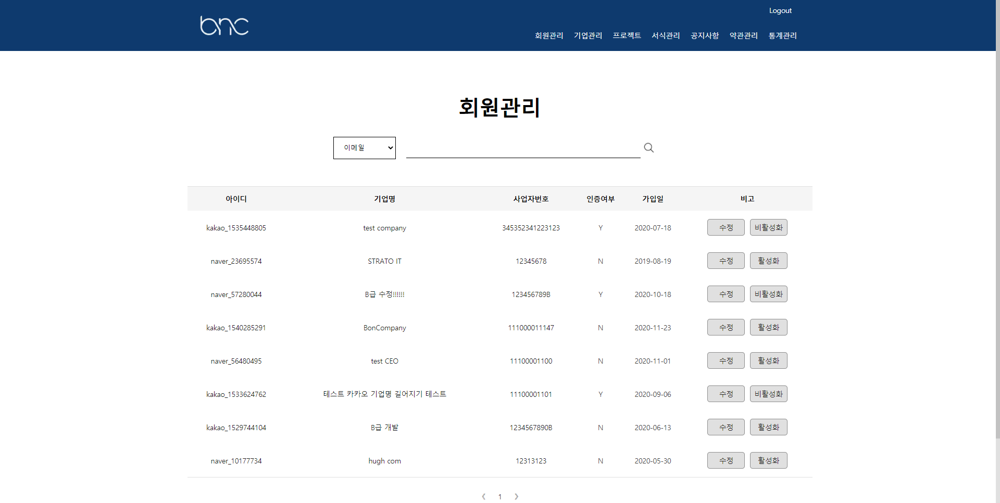 Logout
bnc
회원관리 기업관리 프로젝트 서식관리 공지사항 약관관리 통계관리
회원관리
이메일
아이디 기업명 사업자번호 인증여부 가입일 비고
kakao_1535448805 test company 345352341223123 Y 2020-07-18 수정 비활성화
naver_23695574 STRATO IT 12345678 N 2019-08-19 수정 활성화
naver_57280044 B급 수정!!!!!! 123456789B Y 2020-10-18 수정 비활성화
kakao_1540285291 BonCompany 111000011147 N 2020-11-23 수정 활성화
naver_56480495 test CEO 11100001100 N 2020-11-01 수정 활성화
kakao_1533624762 테스트 카카오 기업명 길어지기 테스트 11100001101 Y 2020-09-06 수정 비활성화
kakao_1529744104 B급 개발 1234567890B N 2020-06-13 수정 활성화
naver_10177734 hugh com 12313123 N 2020-05-30 수정 활성화
《 1 》